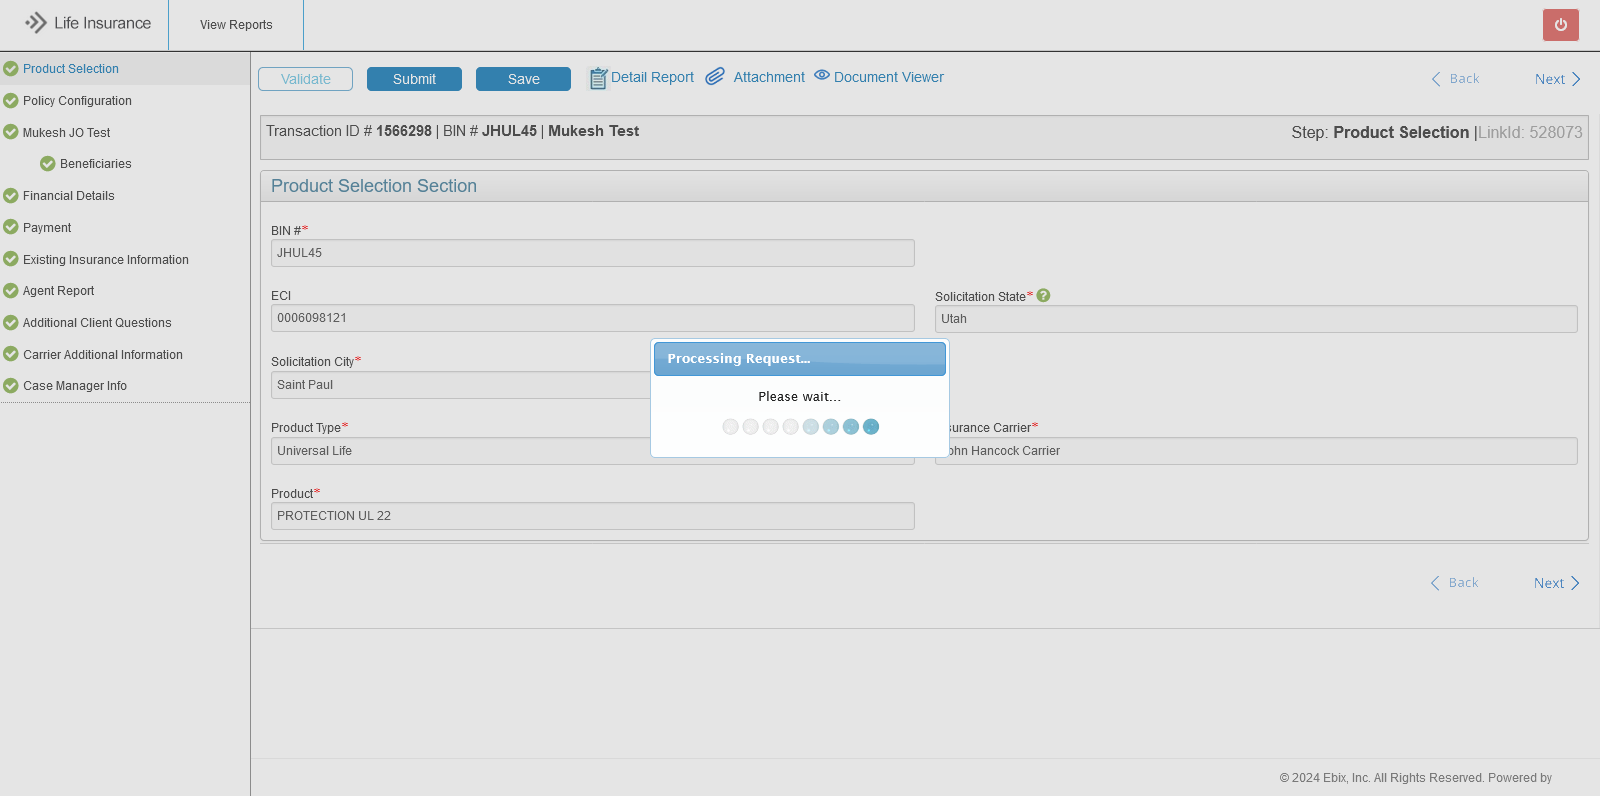 Life Insurance
View Reports
Product Selection
Policy Configuration
Mukesh JO Test
Beneficiaries
Financial Details
Payment
Existing Insurance Information
Agent Report
Additional Client Questions
Carrier Additional Information
Case Manager Info
Validate
Submit
Save
Detail Report
Attachment
Document Viewer
Back
Next
Transaction ID # 1566298 | BIN # JHUL45 | Mukesh Test
Step: Product Selection |LinkId: 528073
Product Selection Section
BIN #*
JHUL45
ECI
0006098121
Solicitation State* ?
Utah
Solicitation City*
Saint Paul
Processing Request...
Please wait...
Product Type*
Universal Life
surance Carrier*
ohn Hancock Carrier
Product*
PROTECTION UL 22
Back
Next
© 2024 Ebix, Inc. All Rights Reserved. Powered by